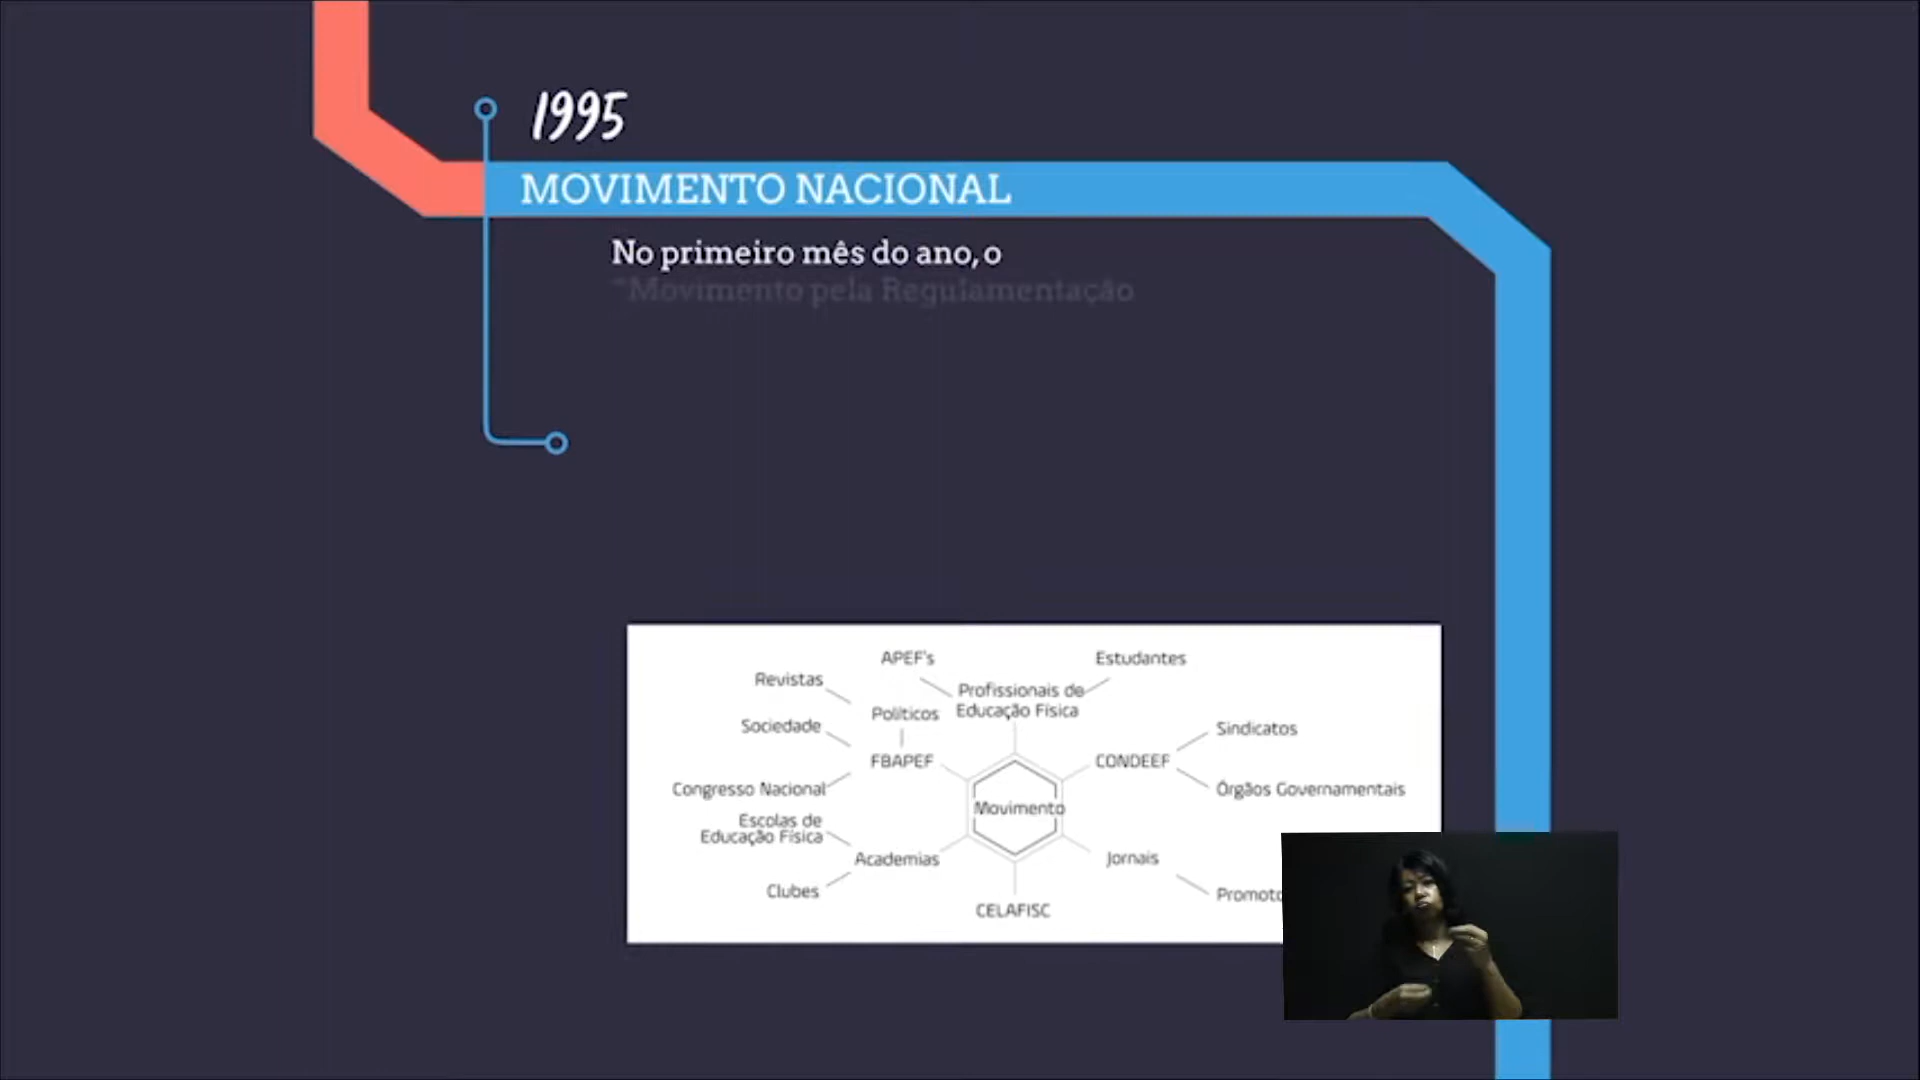 1995
MOVIMENTO NACIONAL
No primeiro mês do ano, o
"Movimento pela Regulamentação
APEF's
Estudantes
Revistas
Profissionais de
Educação Física
Políticos
Sociedade
Sindicatos
FBAPEF
CONDEEF
Congresso Nacional
Órgãos Governamentais
Movimento
Escolas de
Educação Física
Academias
Jornais
Clubes
CELAFISC